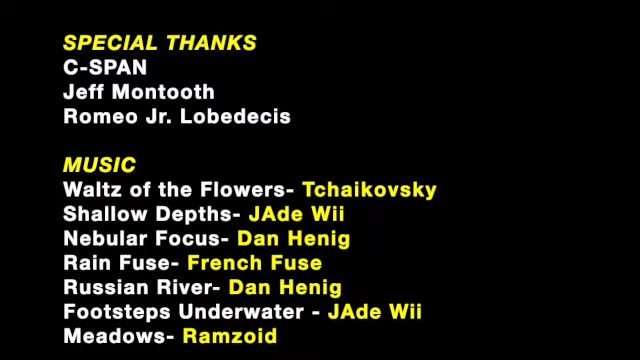 SPECIAL THANKS
C-SPAN
Jeff Montooth
Romeo Jr. Lobedecis
MUSIC
Waltz of the Flowers- Tchaikovsky
Shallow Depths- JAde Wii
Nebular Focus- Dan Henig
Rain Fuse- French Fuse
Russian River- Dan Henig
Footsteps Underwater - JAde Wii
Meadows- Ramzoid